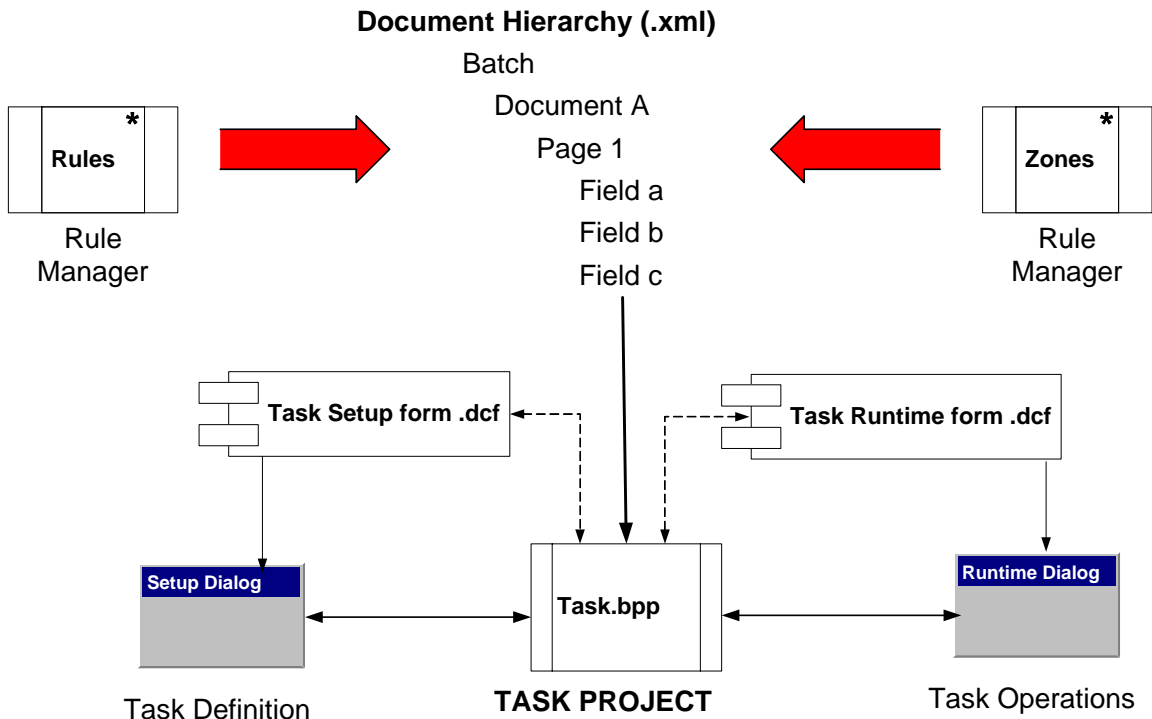 Document Hierarchy (.xml)
Batch
Document A
Page 1
Field a
Field b
Field c
*
Rules
Rule
Manager
*
Zones
Rule
Manager
Task Setup form .dcf
Task Runtime form .dcf
Setup Dialog
Task.bpp
Runtime Dialog
Task Definition
TASK PROJECT
Task Operations